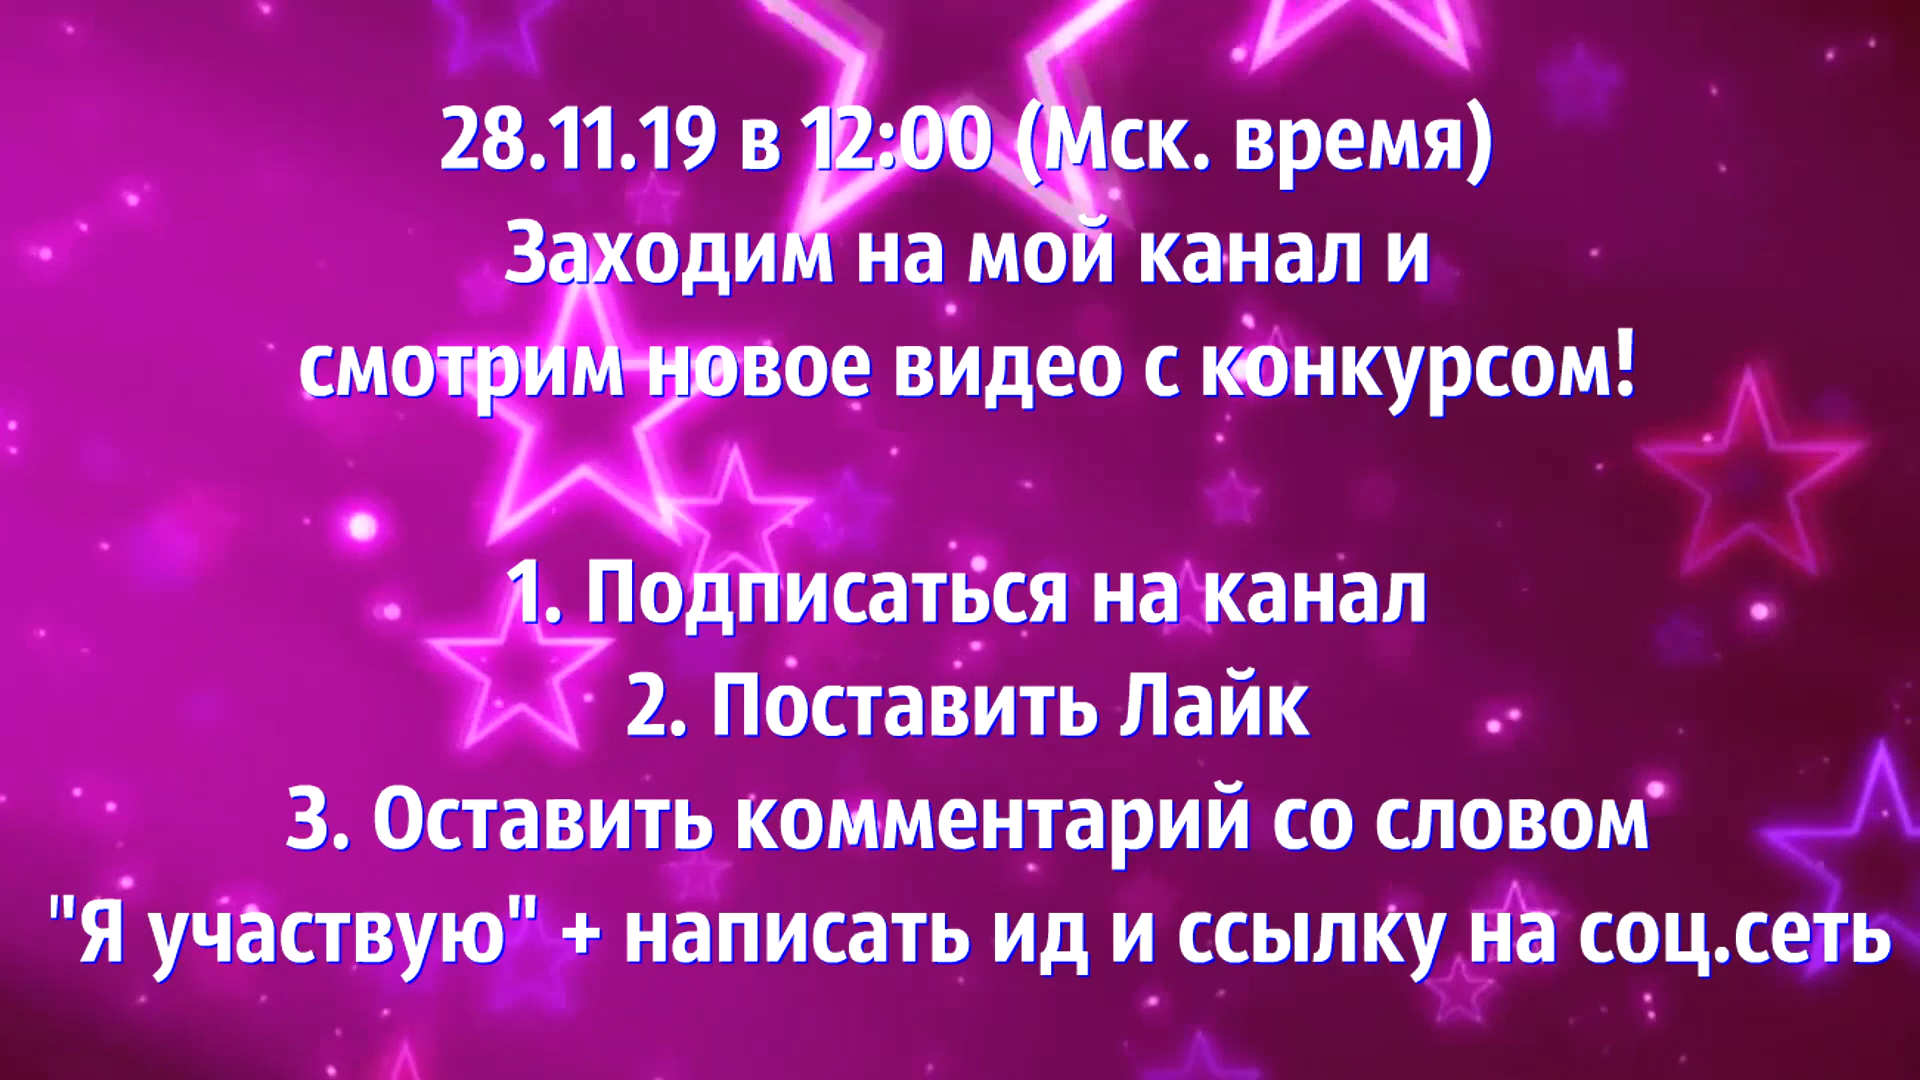 28.11.19 в 12:00 (Мск. время)
Заходим на мой канал и
смотрим новое видео с конкурсом!
1. Подписаться на канал
2. Поставить Лайк
3. Оставить комментарий со словом
"Я участвую" + написать ид и ссылку на соц.сеть